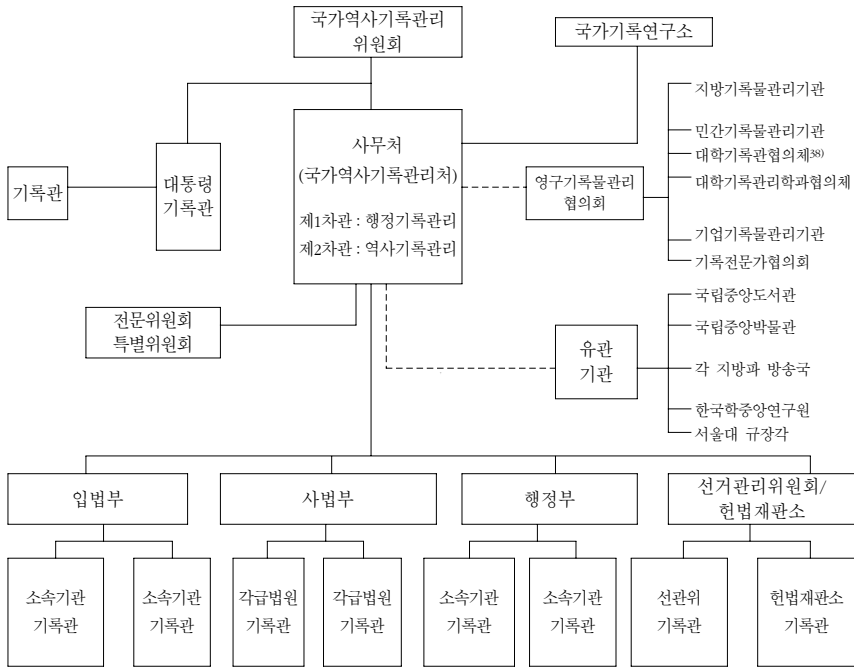 국가역사기록관리
위원회
국가기록연구소
사무처
(국가역사기록관리처)
제1차관 : 행정기록관리
제2차관 : 역사기록관리
기록관
대통령
기록관
영구기록물관리
협의회
지방기록물관리기관
민간기록물관리기관
대학기록관협의체³⁸⁾
대학기록관리학과협의체
기업기록물관리기관
기록전문가협의회
전문위원회
특별위원회
유관
기관
국립중앙도서관
국립중앙박물관
각 지방파 방송국
한국학중앙연구원
서울대 규장각
입법부
사법부
행정부
선거관리위원회/
헌법재판소
소속기관
기록관
소속기관
기록관
각급법원
기록관
각급법원
기록관
소속기관
기록관
소속기관
기록관
선관위
기록관
헌법재판소
기록관